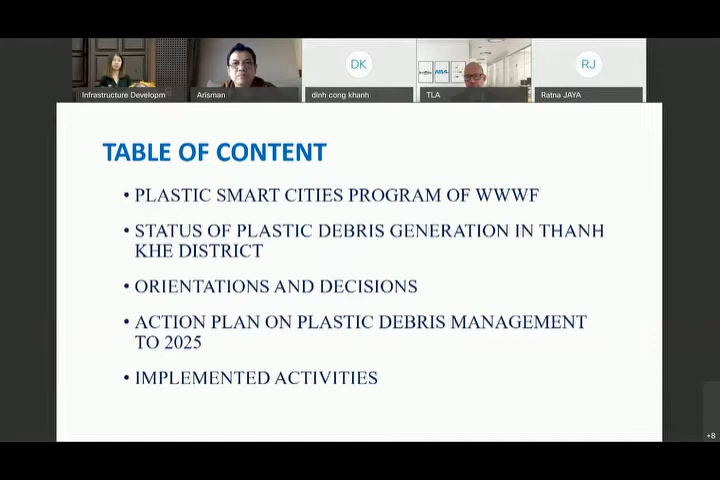 DK
RJ
Infrastructure Developm
Arisman
dinh cong khanh
TLA
Ratna JAYA
TABLE OF CONTENT
• PLASTIC SMART CITIES PROGRAM OF WWWF
• STATUS OF PLASTIC DEBRIS GENERATION IN THANH
KHE DISTRICT
• ORIENTATIONS AND DECISIONS
• ACTION PLAN ON PLASTIC DEBRIS MANAGEMENT
TO 2025
• IMPLEMENTED ACTIVITIES
+8